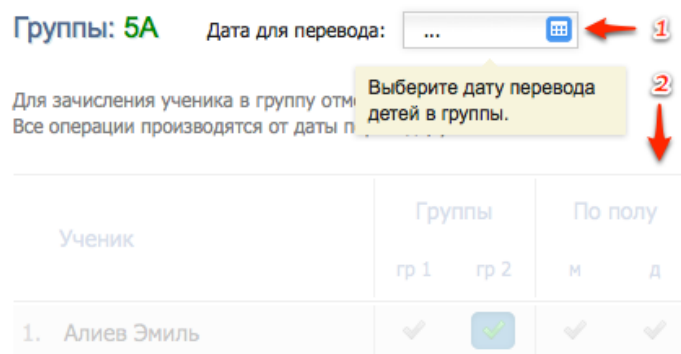 Группы: 5А Дата для перевода: ... 1
Выберите дату перевода
детей в группы.
2
Для зачисления ученика в группу
Все операции производятся от даты
Группы По полу
Ученик
гр 1 гр 2 м д
1. Алиев Эмиль